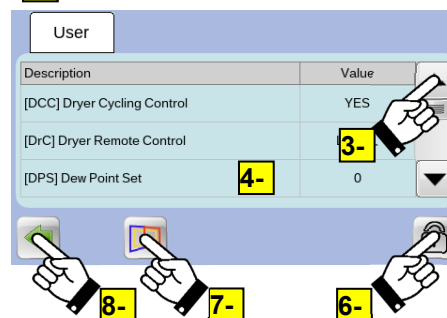 User
Description Value
[DCC] Dryer Cycling Control YES
3-
[DrC] Dryer Remote Control
[DPS] Dew Point Set 4- 0
8- 7- 6-